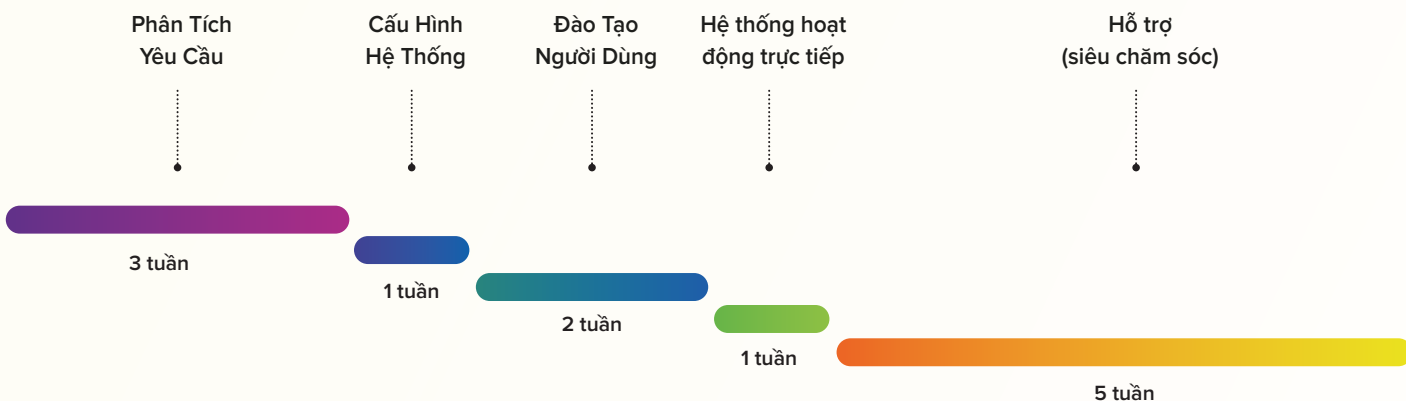 Phân Tích
Yêu Cầu
Cấu Hình
Hệ Thống
Đào Tạo
Người Dùng
Hệ thống hoạt
động trực tiếp
Hỗ trợ
(siêu chăm sóc)
3 tuần
1 tuần
2 tuần
1 tuần
5 tuần